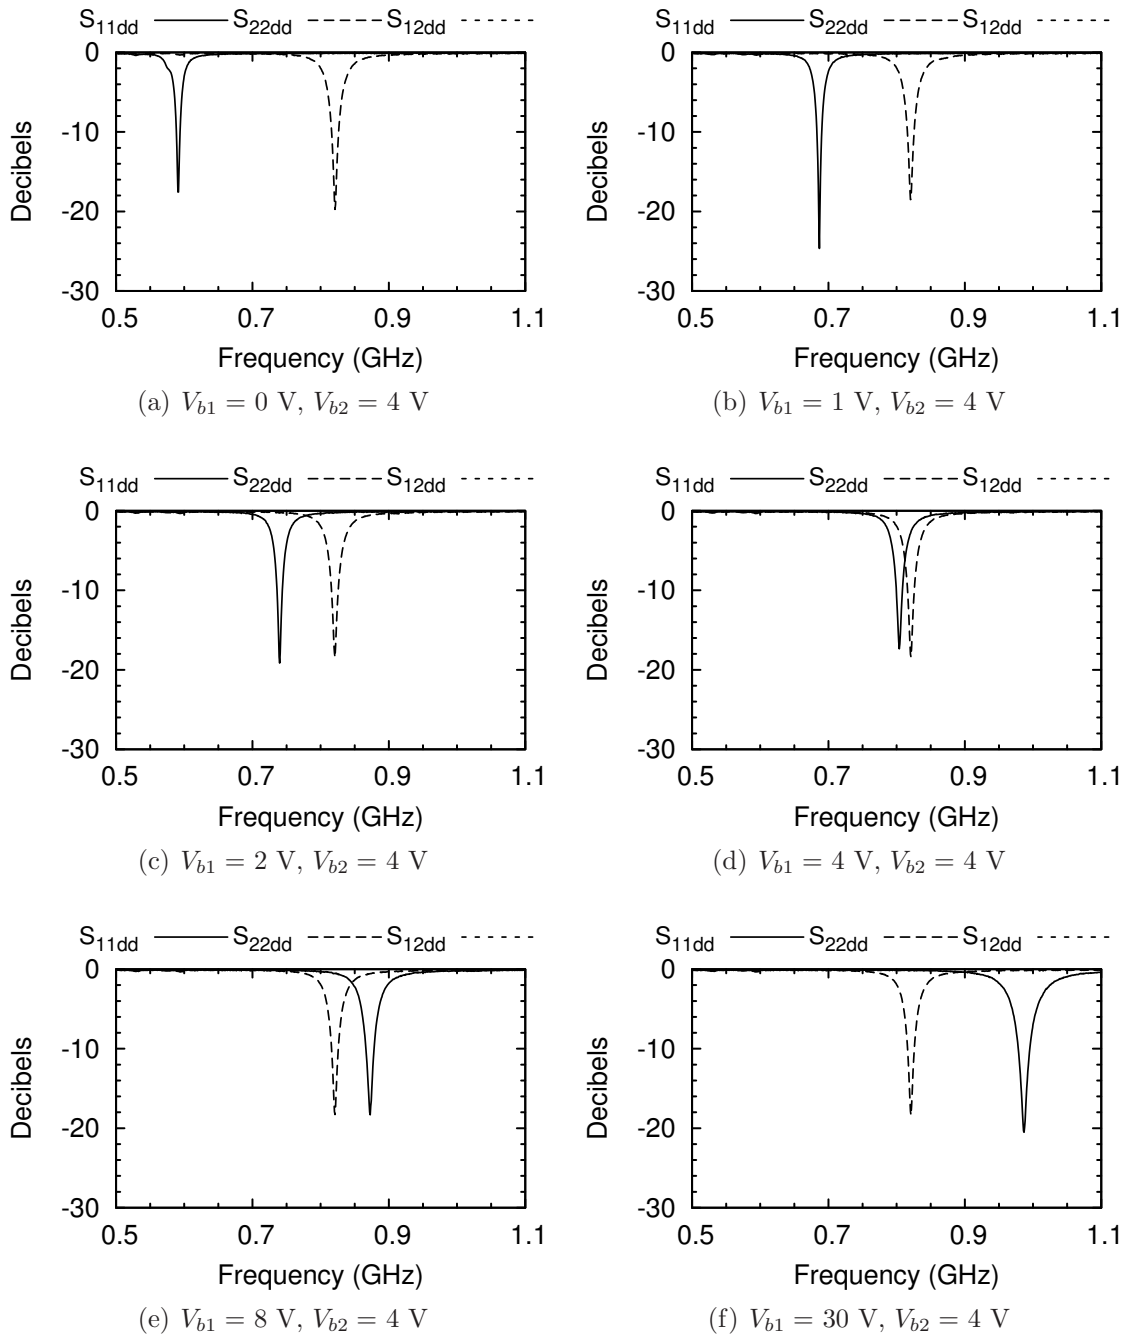 S11dd S22dd S12dd
0
-10
-20
-30
Decibels
0.5 0.7 0.9 1.1
Frequency (GHz)
(a) Vb1 = 0 V, Vb2 = 4 V
S11dd S22dd S12dd
0
-10
-20
-30
Decibels
0.5 0.7 0.9 1.1
Frequency (GHz)
(b) Vb1 = 1 V, Vb2 = 4 V
S11dd S22dd S12dd
0
-10
-20
-30
Decibels
0.5 0.7 0.9 1.1
Frequency (GHz)
(c) Vb1 = 2 V, Vb2 = 4 V
S11dd S22dd S12dd
0
-10
-20
-30
Decibels
0.5 0.7 0.9 1.1
Frequency (GHz)
(d) Vb1 = 4 V, Vb2 = 4 V
S11dd S22dd S12dd
0
-10
-20
-30
Decibels
0.5 0.7 0.9 1.1
Frequency (GHz)
(e) Vb1 = 8 V, Vb2 = 4 V
S11dd S22dd S12dd
0
-10
-20
-30
Decibels
0.5 0.7 0.9 1.1
Frequency (GHz)
(f) Vb1 = 30 V, Vb2 = 4 V